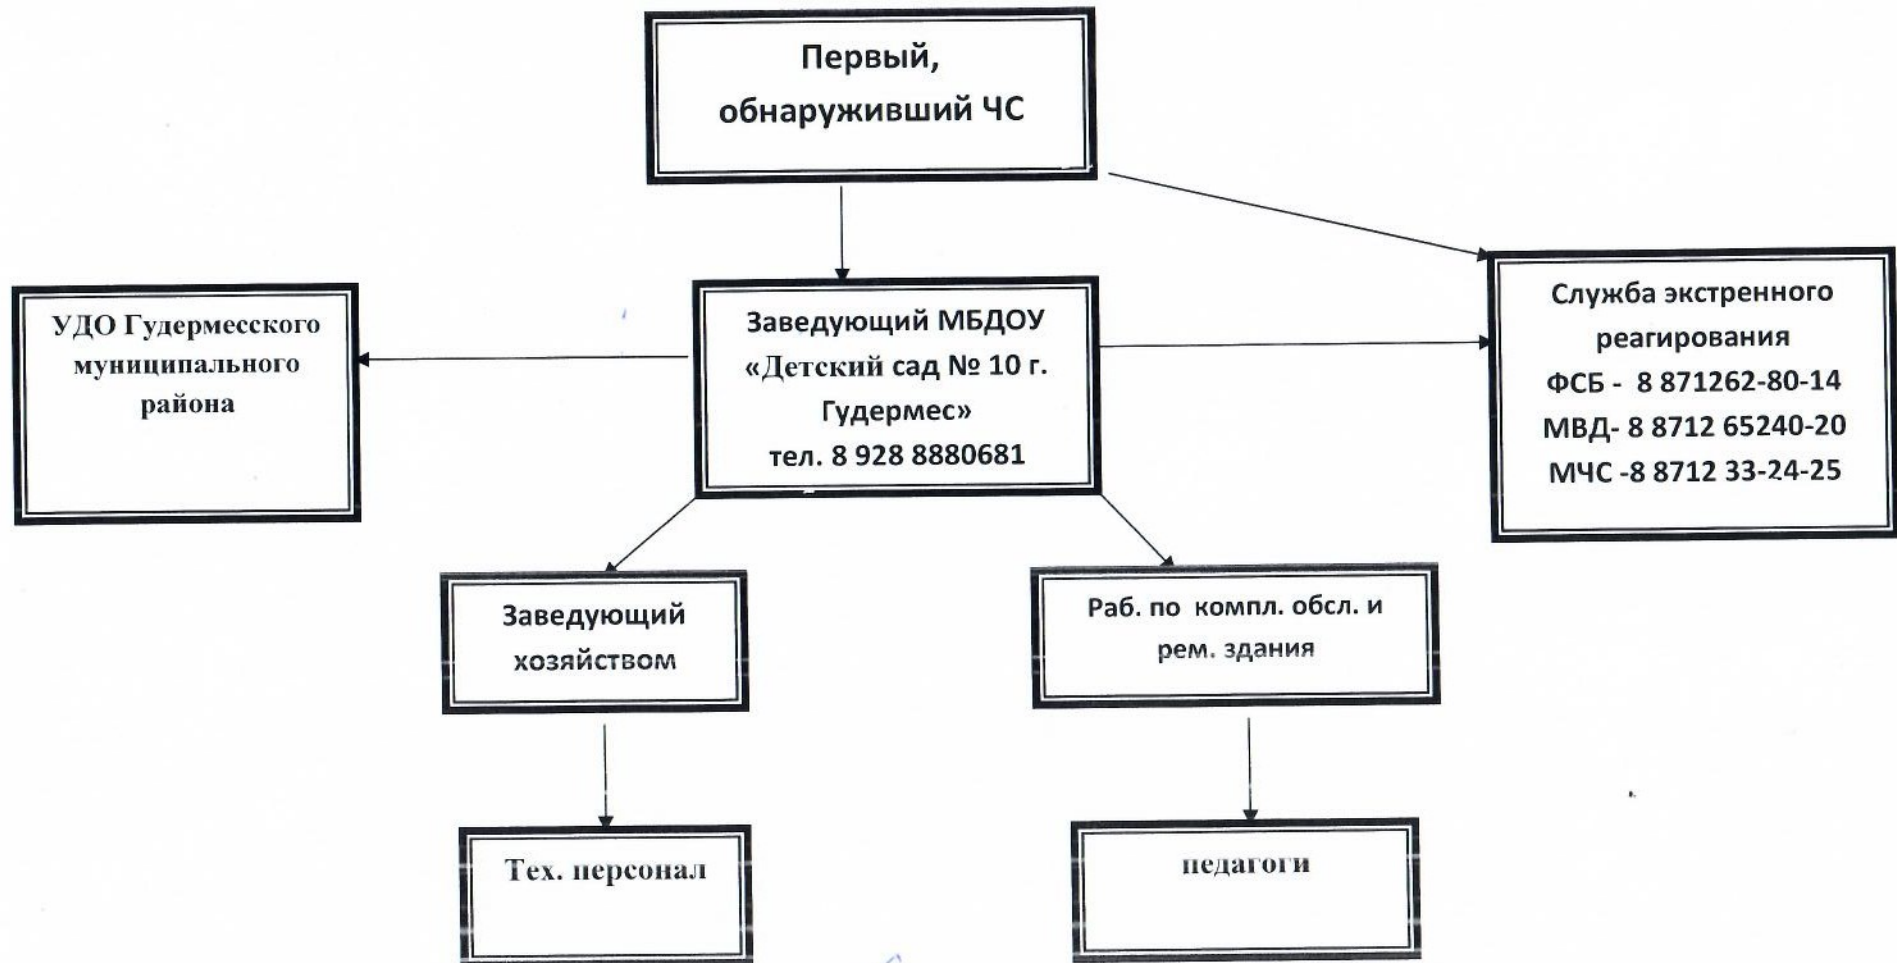 Первый,
обнаруживший ЧС
УДО Гудермесского
муниципального
района
Заведующий МБДОУ
«Детский сад № 10 г.
Гудермес»
тел. 8 928 8880681
Служба экстренного
реагирования
ФСБ - 8 871262-80-14
МВД- 8 8712 65240-20
МЧС -8 8712 33-24-25
Заведующий
хозяйством
Раб. по компл. обсл. и
рем. здания
Тех. персонал
педагоги